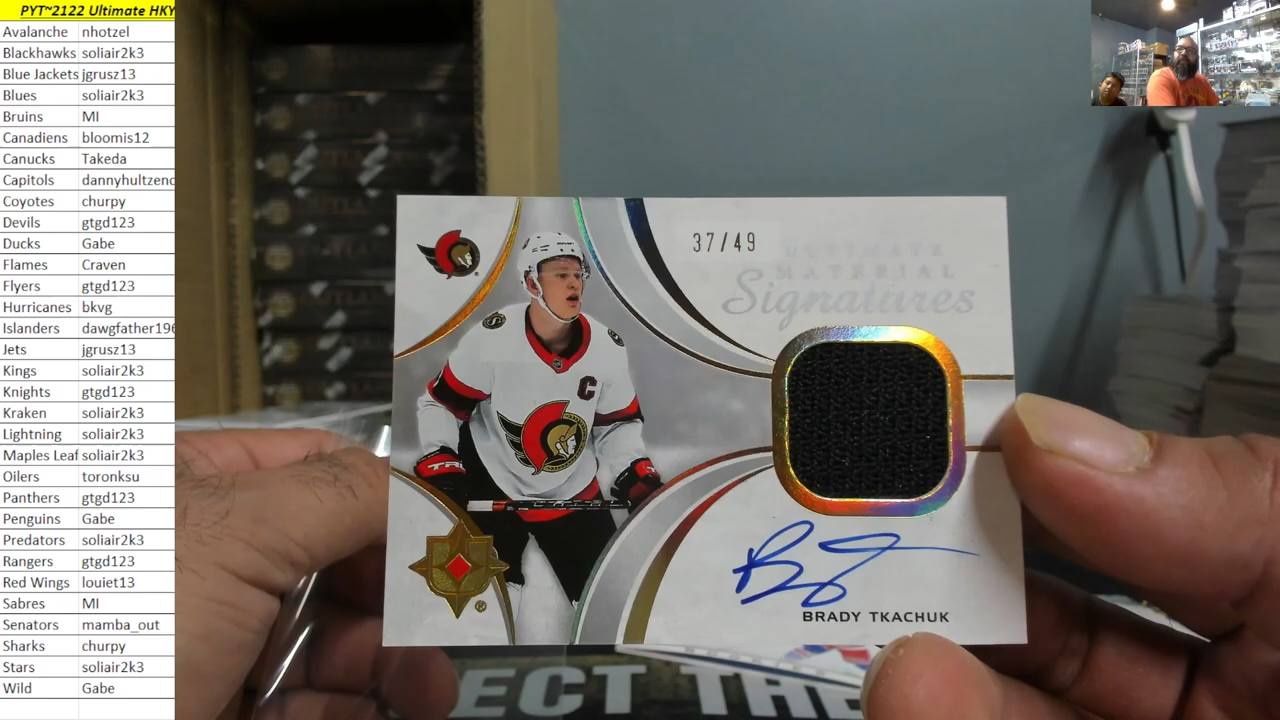 PYT~2122 Ultimate HKY
Avalanche nhotzel
Blackhawks soliair2k3
Blue Jackets jgrusz13
Blues soliair2k3
Bruins MI
Canadiens bloomis12
Canucks Takeda
Capitols dannyhultzenc
Coyotes churpy
Devils gtgd123
Ducks Gabe
Flames Craven
Flyers gtgd123
Hurricanes bkvg
Islanders dawgfather196
Jets jgrusz13
Kings soliair2k3
Knights gtgd123
Kraken soliair2k3
Lightning soliair2k3
Maples Leaf soliair2k3
Oilers toronksu
Panthers gtgd123
Penguins Gabe
Predators soliair2k3
Rangers gtgd123
Red Wings louiet13
Sabres MI
Senators mamba_out
Sharks churpy
Stars soliair2k3
Wild Gabe
37/49
ULTIMATE
MATERIAL
Signatures
C
BRADY TKACHUK
ECT THE